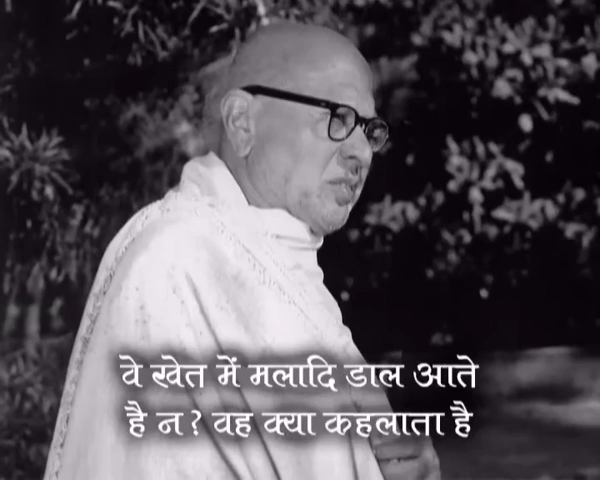 वे खेत में मलादि डाल आते
है न? वह क्या कहलाता है